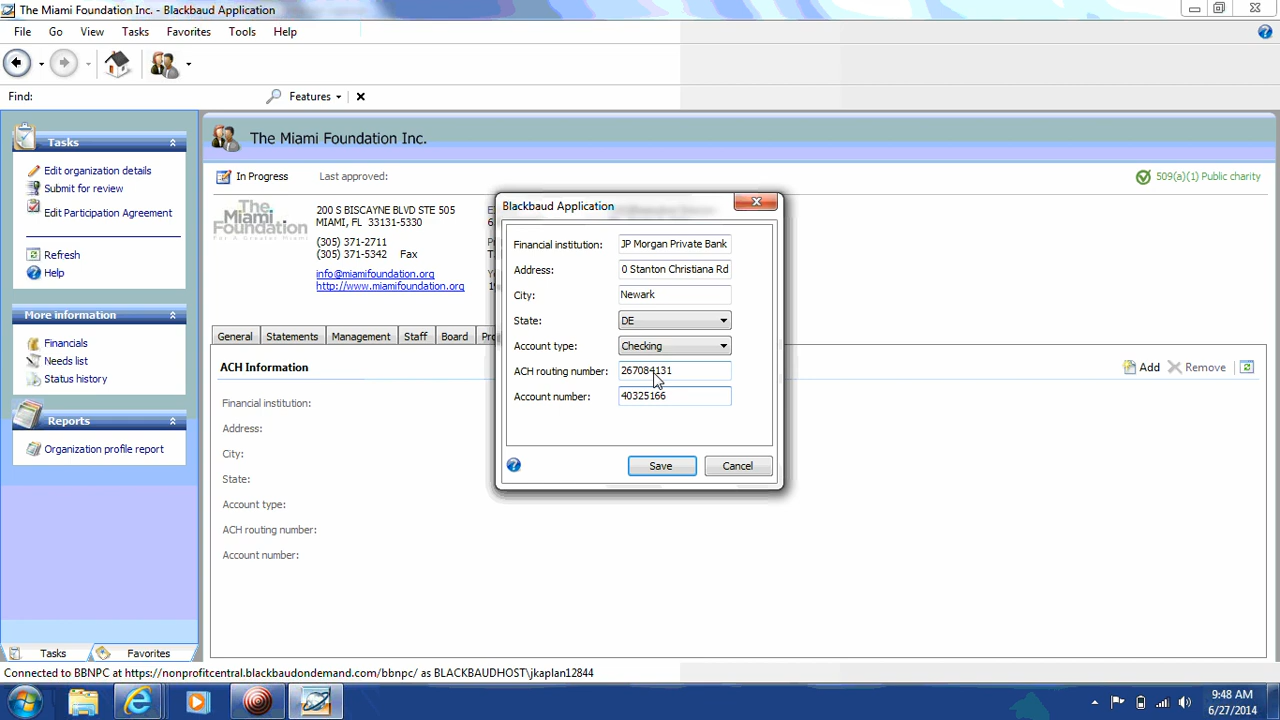 The Miami Foundation Inc. - Blackbaud Application
File Go View Tasks Favorites Tools Help
Find: Features
Tasks
Edit organization details
Submit for review
Edit Participation Agreement
Refresh
Help
More information
Financials
Needs list
Status history
Reports
Organization profile report
Tasks Favorites
The Miami Foundation Inc.
In Progress Last approved:
509(a)(1) Public charity
The
Miami
Foundation
For A Greater Miami
200 S BISCAYNE BLVD STE 505
MIAMI, FL 33131-5330
(305) 371-2711
(305) 371-5342 Fax
info@miamifoundation.org
http://www.miamifoundation.org
General Statements Management Staff Board
ACH Information
Add Remove
Financial institution:
Address:
City:
State:
Account type:
ACH routing number:
Account number:
Blackbaud Application
Financial institution: JP Morgan Private Bank
Address: 0 Stanton Christiana Rd
City: Newark
State: DE
Account type: Checking
ACH routing number: 267084131
Account number: 40325166
Save Cancel
Connected to BBNPC at https://nonprofitcentral.blackbaudondemand.com/bbnpc/ as BLACKBAUDHOST\jkaplan12844
9:48 AM
6/27/2014